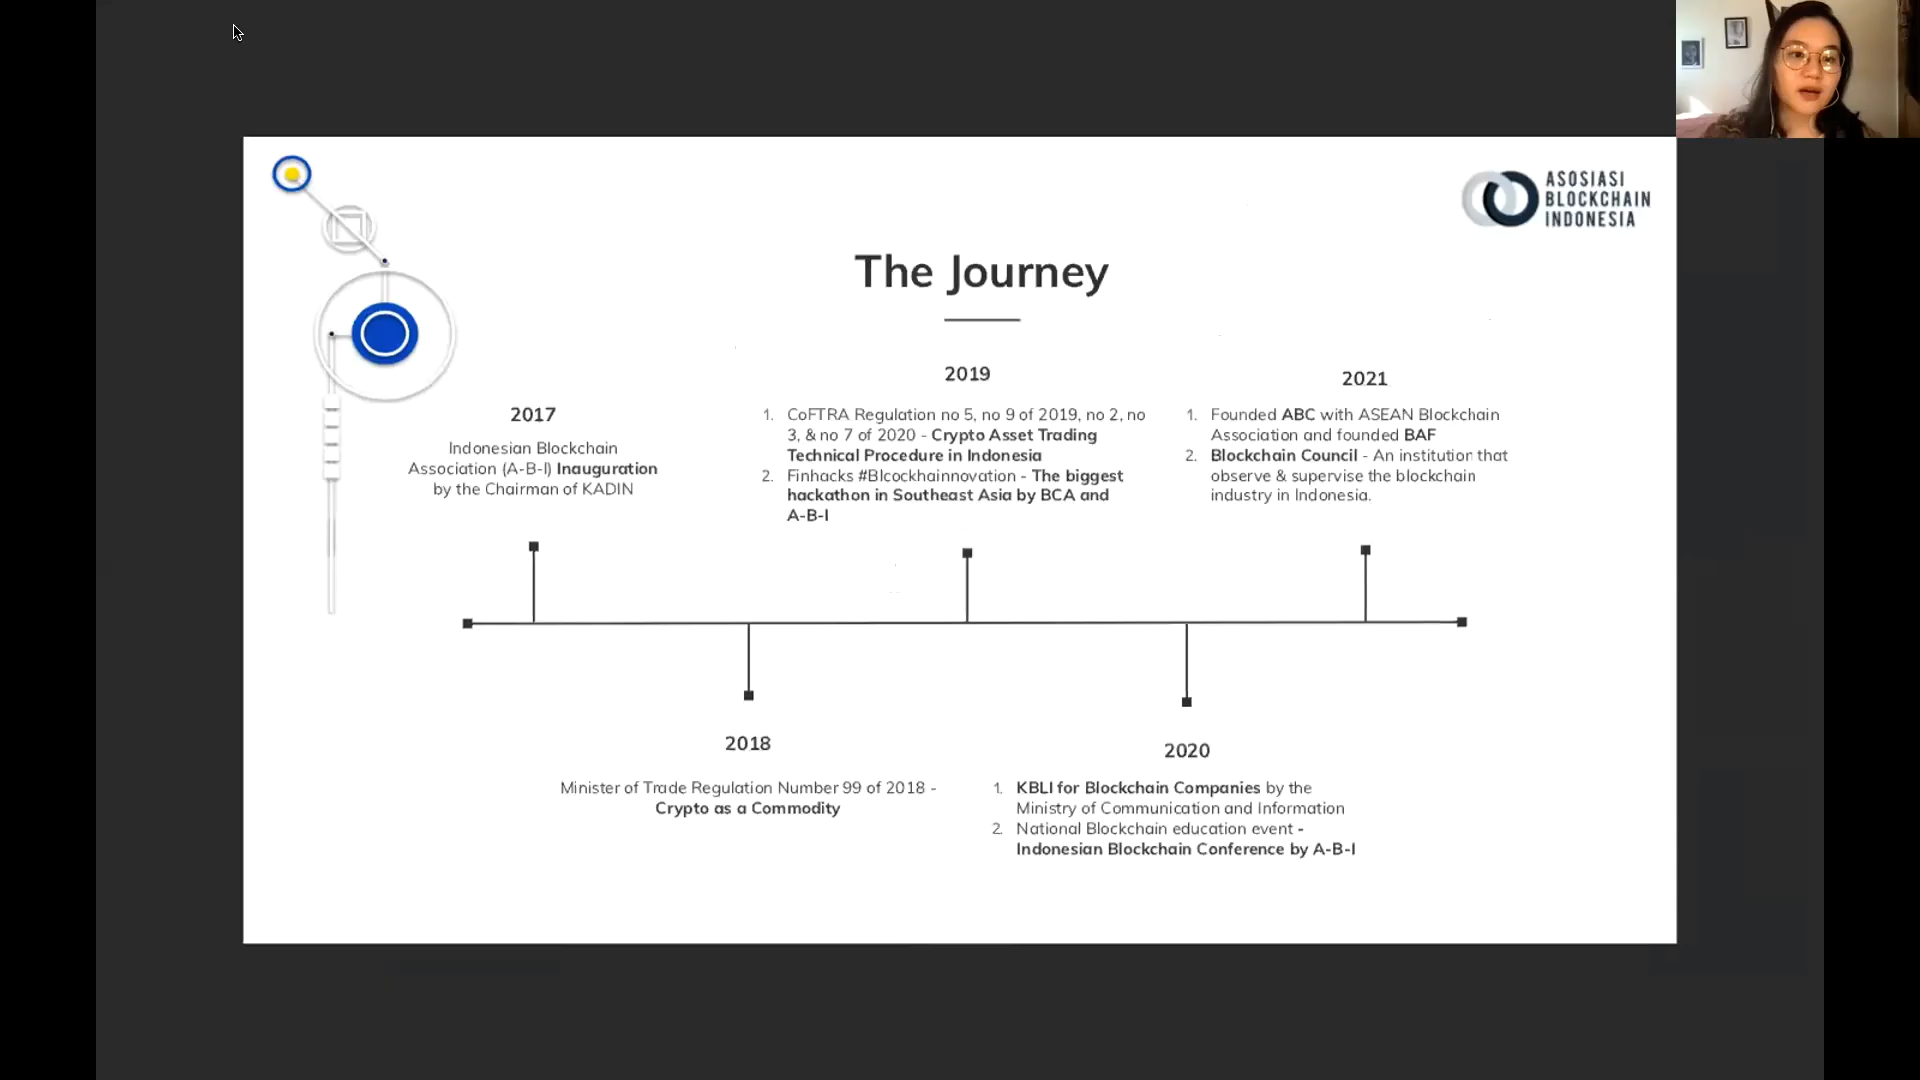 ASOSIASI
BLOCKCHAIN
INDONESIA
The Journey
2017
Indonesian Blockchain
Association (A-B-I) Inauguration
by the Chairman of KADIN
2019
1. CoFTRA Regulation no 5, no 9 of 2019, no 2, no
3, & no 7 of 2020 - Crypto Asset Trading
Technical Procedure in Indonesia
2. Finhacks #Blcockhainnovation - The biggest
hackathon in Southeast Asia by BCA and
A-B-I
2021
1. Founded ABC with ASEAN Blockchain
Association and founded BAF
2. Blockchain Council - An institution that
observe & supervise the blockchain
industry in Indonesia.
2018
Minister of Trade Regulation Number 99 of 2018 -
Crypto as a Commodity
2020
1. KBLI for Blockchain Companies by the
Ministry of Communication and Information
2. National Blockchain education event -
Indonesian Blockchain Conference by A-B-I